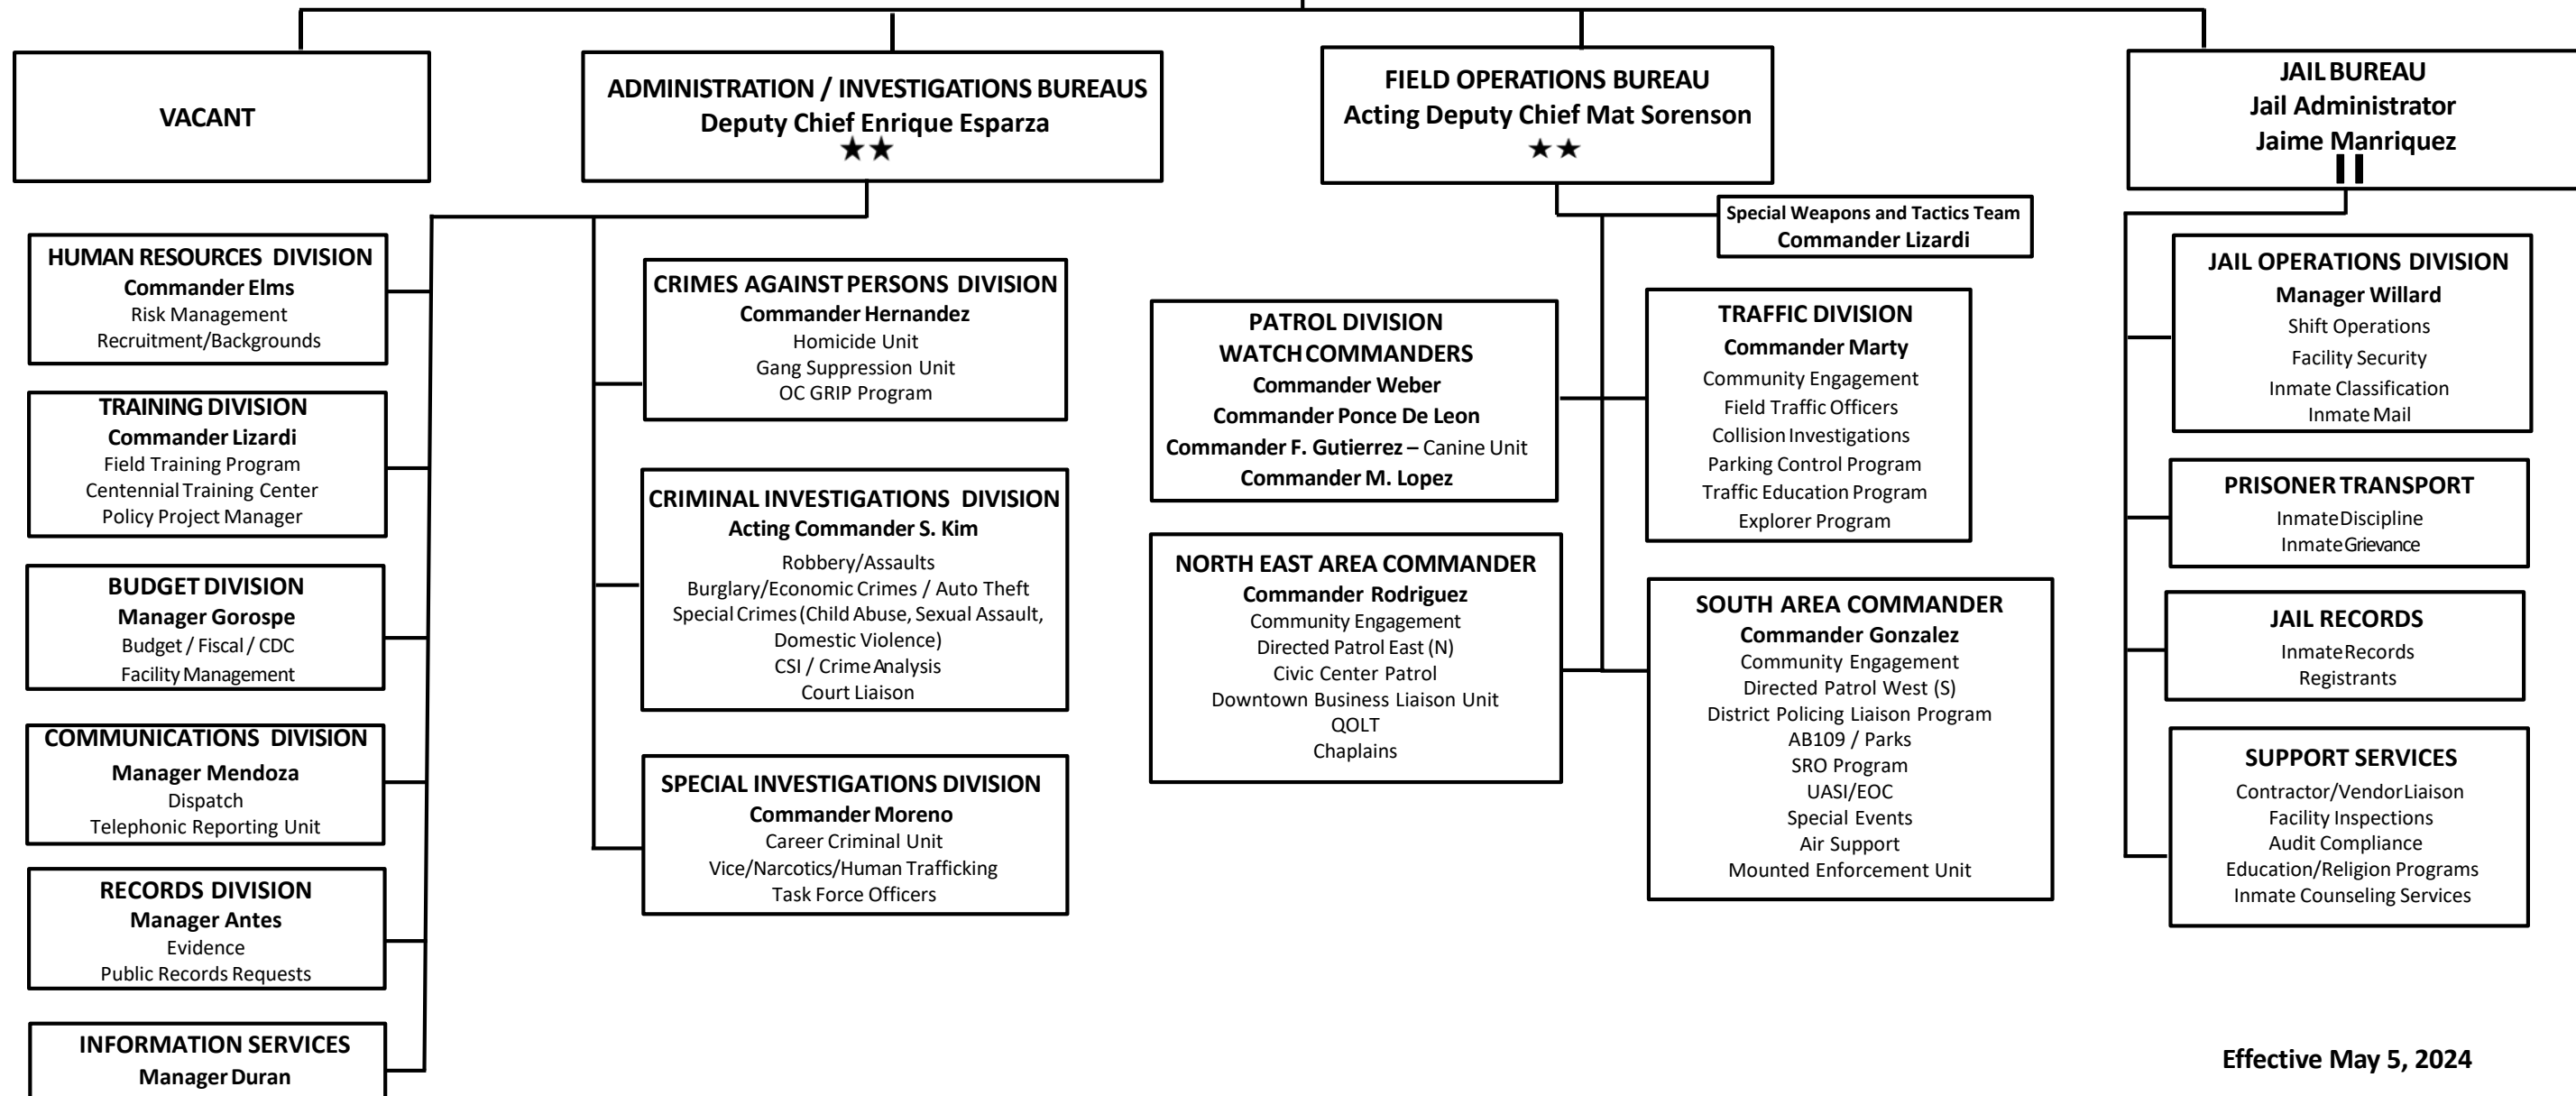 VACANT
ADMINISTRATION / INVESTIGATIONS BUREAUS
Deputy Chief Enrique Esparza
★★
FIELD OPERATIONS BUREAU
Acting Deputy Chief Mat Sorenson
★★
JAIL BUREAU
Jail Administrator
Jaime Manriquez
HUMAN RESOURCES DIVISION
Commander Elms
Risk Management
Recruitment/Backgrounds
TRAINING DIVISION
Commander Lizardi
Field Training Program
Centennial Training Center
Policy Project Manager
BUDGET DIVISION
Manager Gorospe
Budget / Fiscal / CDC
Facility Management
COMMUNICATIONS DIVISION
Manager Mendoza
Dispatch
Telephonic Reporting Unit
RECORDS DIVISION
Manager Antes
Evidence
Public Records Requests
INFORMATION SERVICES
Manager Duran
CRIMES AGAINST PERSONS DIVISION
Commander Hernandez
Homicide Unit
Gang Suppression Unit
OC GRIP Program
CRIMINAL INVESTIGATIONS DIVISION
Acting Commander S. Kim
Robbery/Assaults
Burglary/Economic Crimes / Auto Theft
Special Crimes (Child Abuse, Sexual Assault,
Domestic Violence)
CSI / Crime Analysis
Court Liaison
SPECIAL INVESTIGATIONS DIVISION
Commander Moreno
Career Criminal Unit
Vice/Narcotics/Human Trafficking
Task Force Officers
Special Weapons and Tactics Team
Commander Lizardi
PATROL DIVISION
WATCH COMMANDERS
Commander Weber
Commander Ponce De Leon
Commander F. Gutierrez – Canine Unit
Commander M. Lopez
NORTH EAST AREA COMMANDER
Commander Rodriguez
Community Engagement
Directed Patrol East (N)
Civic Center Patrol
Downtown Business Liaison Unit
QOLT
Chaplains
TRAFFIC DIVISION
Commander Marty
Community Engagement
Field Traffic Officers
Collision Investigations
Parking Control Program
Traffic Education Program
Explorer Program
SOUTH AREA COMMANDER
Commander Gonzalez
Community Engagement
Directed Patrol West (S)
District Policing Liaison Program
AB109 / Parks
SRO Program
UASI/EOC
Special Events
Air Support
Mounted Enforcement Unit
JAIL OPERATIONS DIVISION
Manager Willard
Shift Operations
Facility Security
Inmate Classification
Inmate Mail
PRISONER TRANSPORT
Inmate Discipline
Inmate Grievance
JAIL RECORDS
Inmate Records
Registrants
SUPPORT SERVICES
Contractor/Vendor Liaison
Facility Inspections
Audit Compliance
Education/Religion Programs
Inmate Counseling Services
Effective May 5, 2024